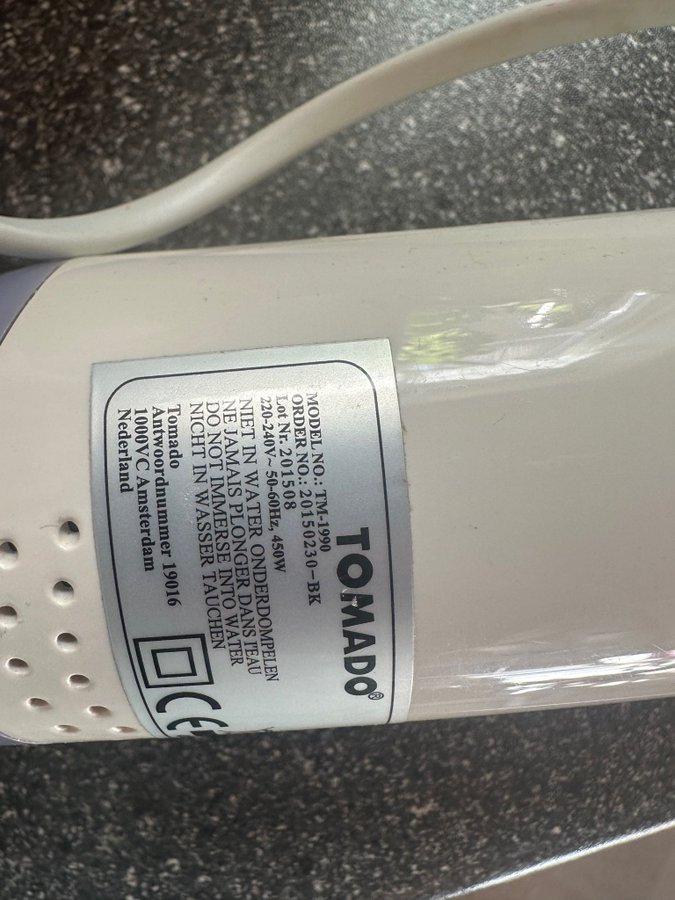 TOMADO®
MODEL NO.: TM-1990
ORDER NO.: 20150230-BK
Lot Nr. 201508
220-240V~ 50-60Hz, 450W
NIET IN WATER ONDERDOMPELEN
NE JAMAIS PLONGER DANS l'EAU
DO NOT IMMERSE INTO WATER
NICHT IN WASSER TAUCHEN
Tomado
Antwoordnummer 19016
1000VC Amsterdam
Nederland
CE